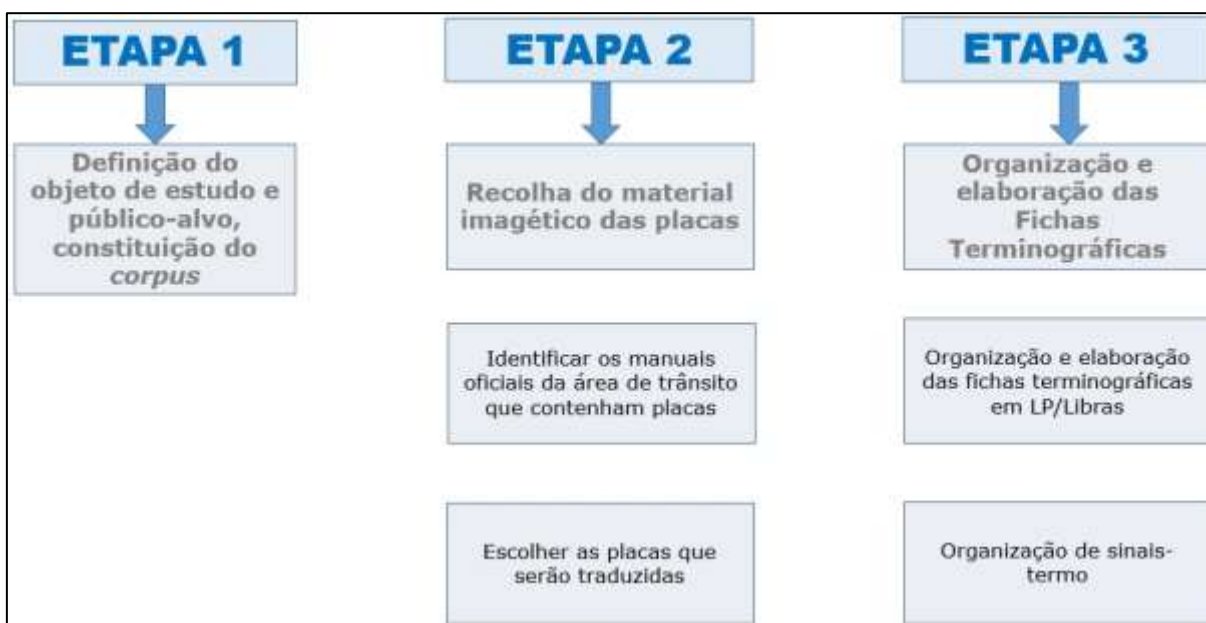 ETAPA 1
Definição do
objeto de estudo e
público-alvo,
constituição do
corpus
ETAPA 2
Recolha do material
imagético das placas
Identificar os manuais
oficiais da área de trânsito
que contenham placas
Escolher as placas que
serão traduzidas
ETAPA 3
Organização e
elaboração das
Fichas
Terminográficas
Organização e elaboração
das fichas terminográficas
em LP/Libras
Organização de sinais-
termo